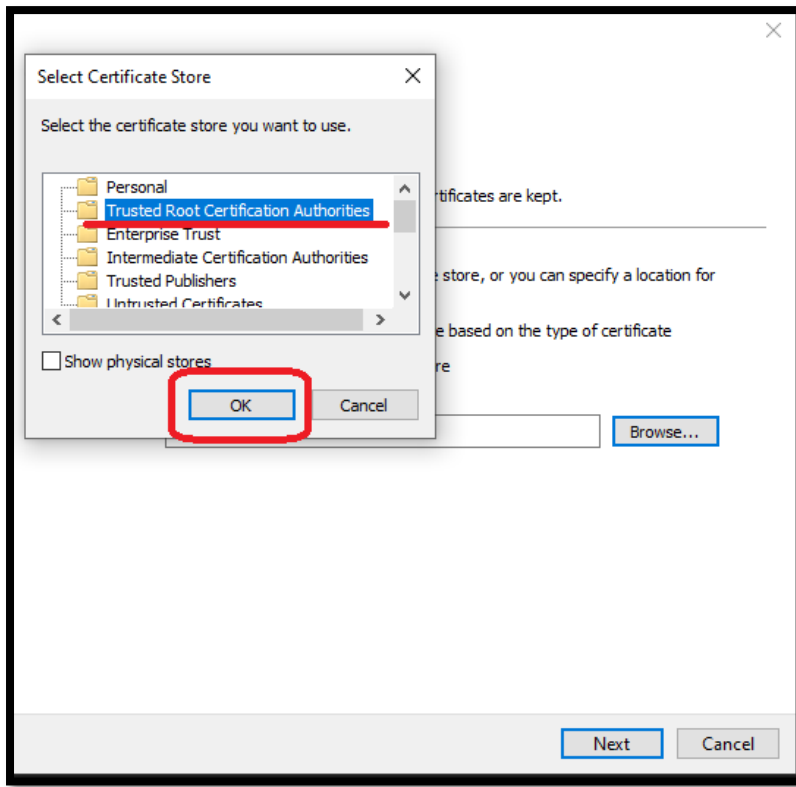 Select Certificate Store
Select the certificate store you want to use.
Personal
Trusted Root Certification Authorities
Enterprise Trust
Intermediate Certification Authorities
Trusted Publishers
Untrusted Certificates
Show physical stores
OK
Cancel
are kept.
store, or you can specify a location for
based on the type of certificate
Browse...
Next
Cancel